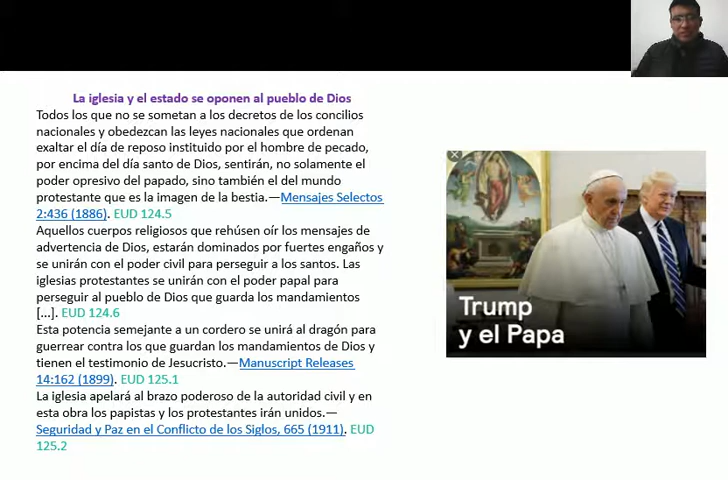 La iglesia y el estado se oponen al pueblo de Dios
Todos los que no se sometan a los decretos de los concilios
nacionales y obedezcan las leyes nacionales que ordenan
exaltar el día de reposo instituido por el hombre de pecado,
por encima del día santo de Dios, sentirán, no solamente el
poder opresivo del papado, sino también el del mundo
protestante que es la imagen de la bestia.—Mensajes Selectos
2:436 (1886). EUD 124.5
Aquellos cuerpos religiosos que rehúsen oír los mensajes de
advertencia de Dios, estarán dominados por fuertes engaños y
se unirán con el poder civil para perseguir a los santos. Las
iglesias protestantes se unirán con el poder papal para
perseguir al pueblo de Dios que guarda los mandamientos
[...]. EUD 124.6
Esta potencia semejante a un cordero se unirá al dragón para
guerrear contra los que guardan los mandamientos de Dios y
tienen el testimonio de Jesucristo.—Manuscript Releases
14:162 (1899). EUD 125.1
La iglesia apelará al brazo poderoso de la autoridad civil y en
esta obra los papistas y los protestantes irán unidos.—
Seguridad y Paz en el Conflicto de los Siglos, 665 (1911). EUD
125.2
Trump
y el Papa